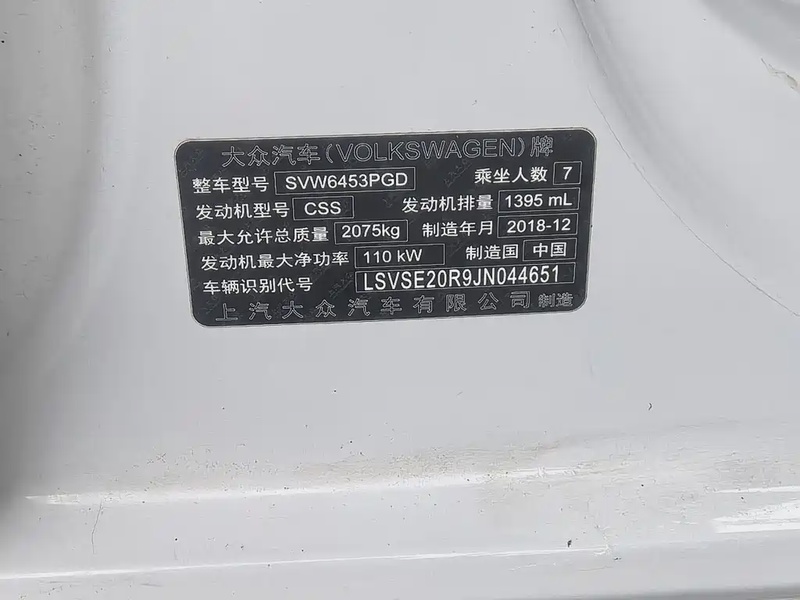 大众汽车(VOLKSWAGEN)牌
整车型号 SVW6453PGD 乘坐人数 7
发动机型号 CSS 发动机排量 1395 mL
最大允许总质量 2075kg 制造年月 2018-12
发动机最大净功率 110 kW 制造国 中国
车辆识别代号 LSVSE20R9JN044651
上汽大众汽车有限公司 制造